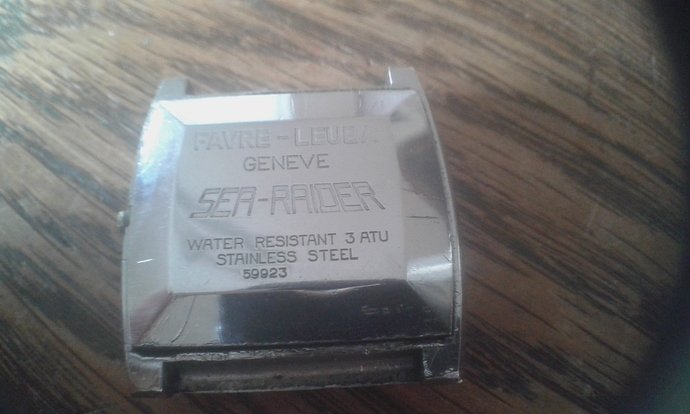 FAVRE-LEUBA
GENEVE
SEA-RAIDER
WATER RESISTANT 3 ATU
STAINLESS STEEL
59923